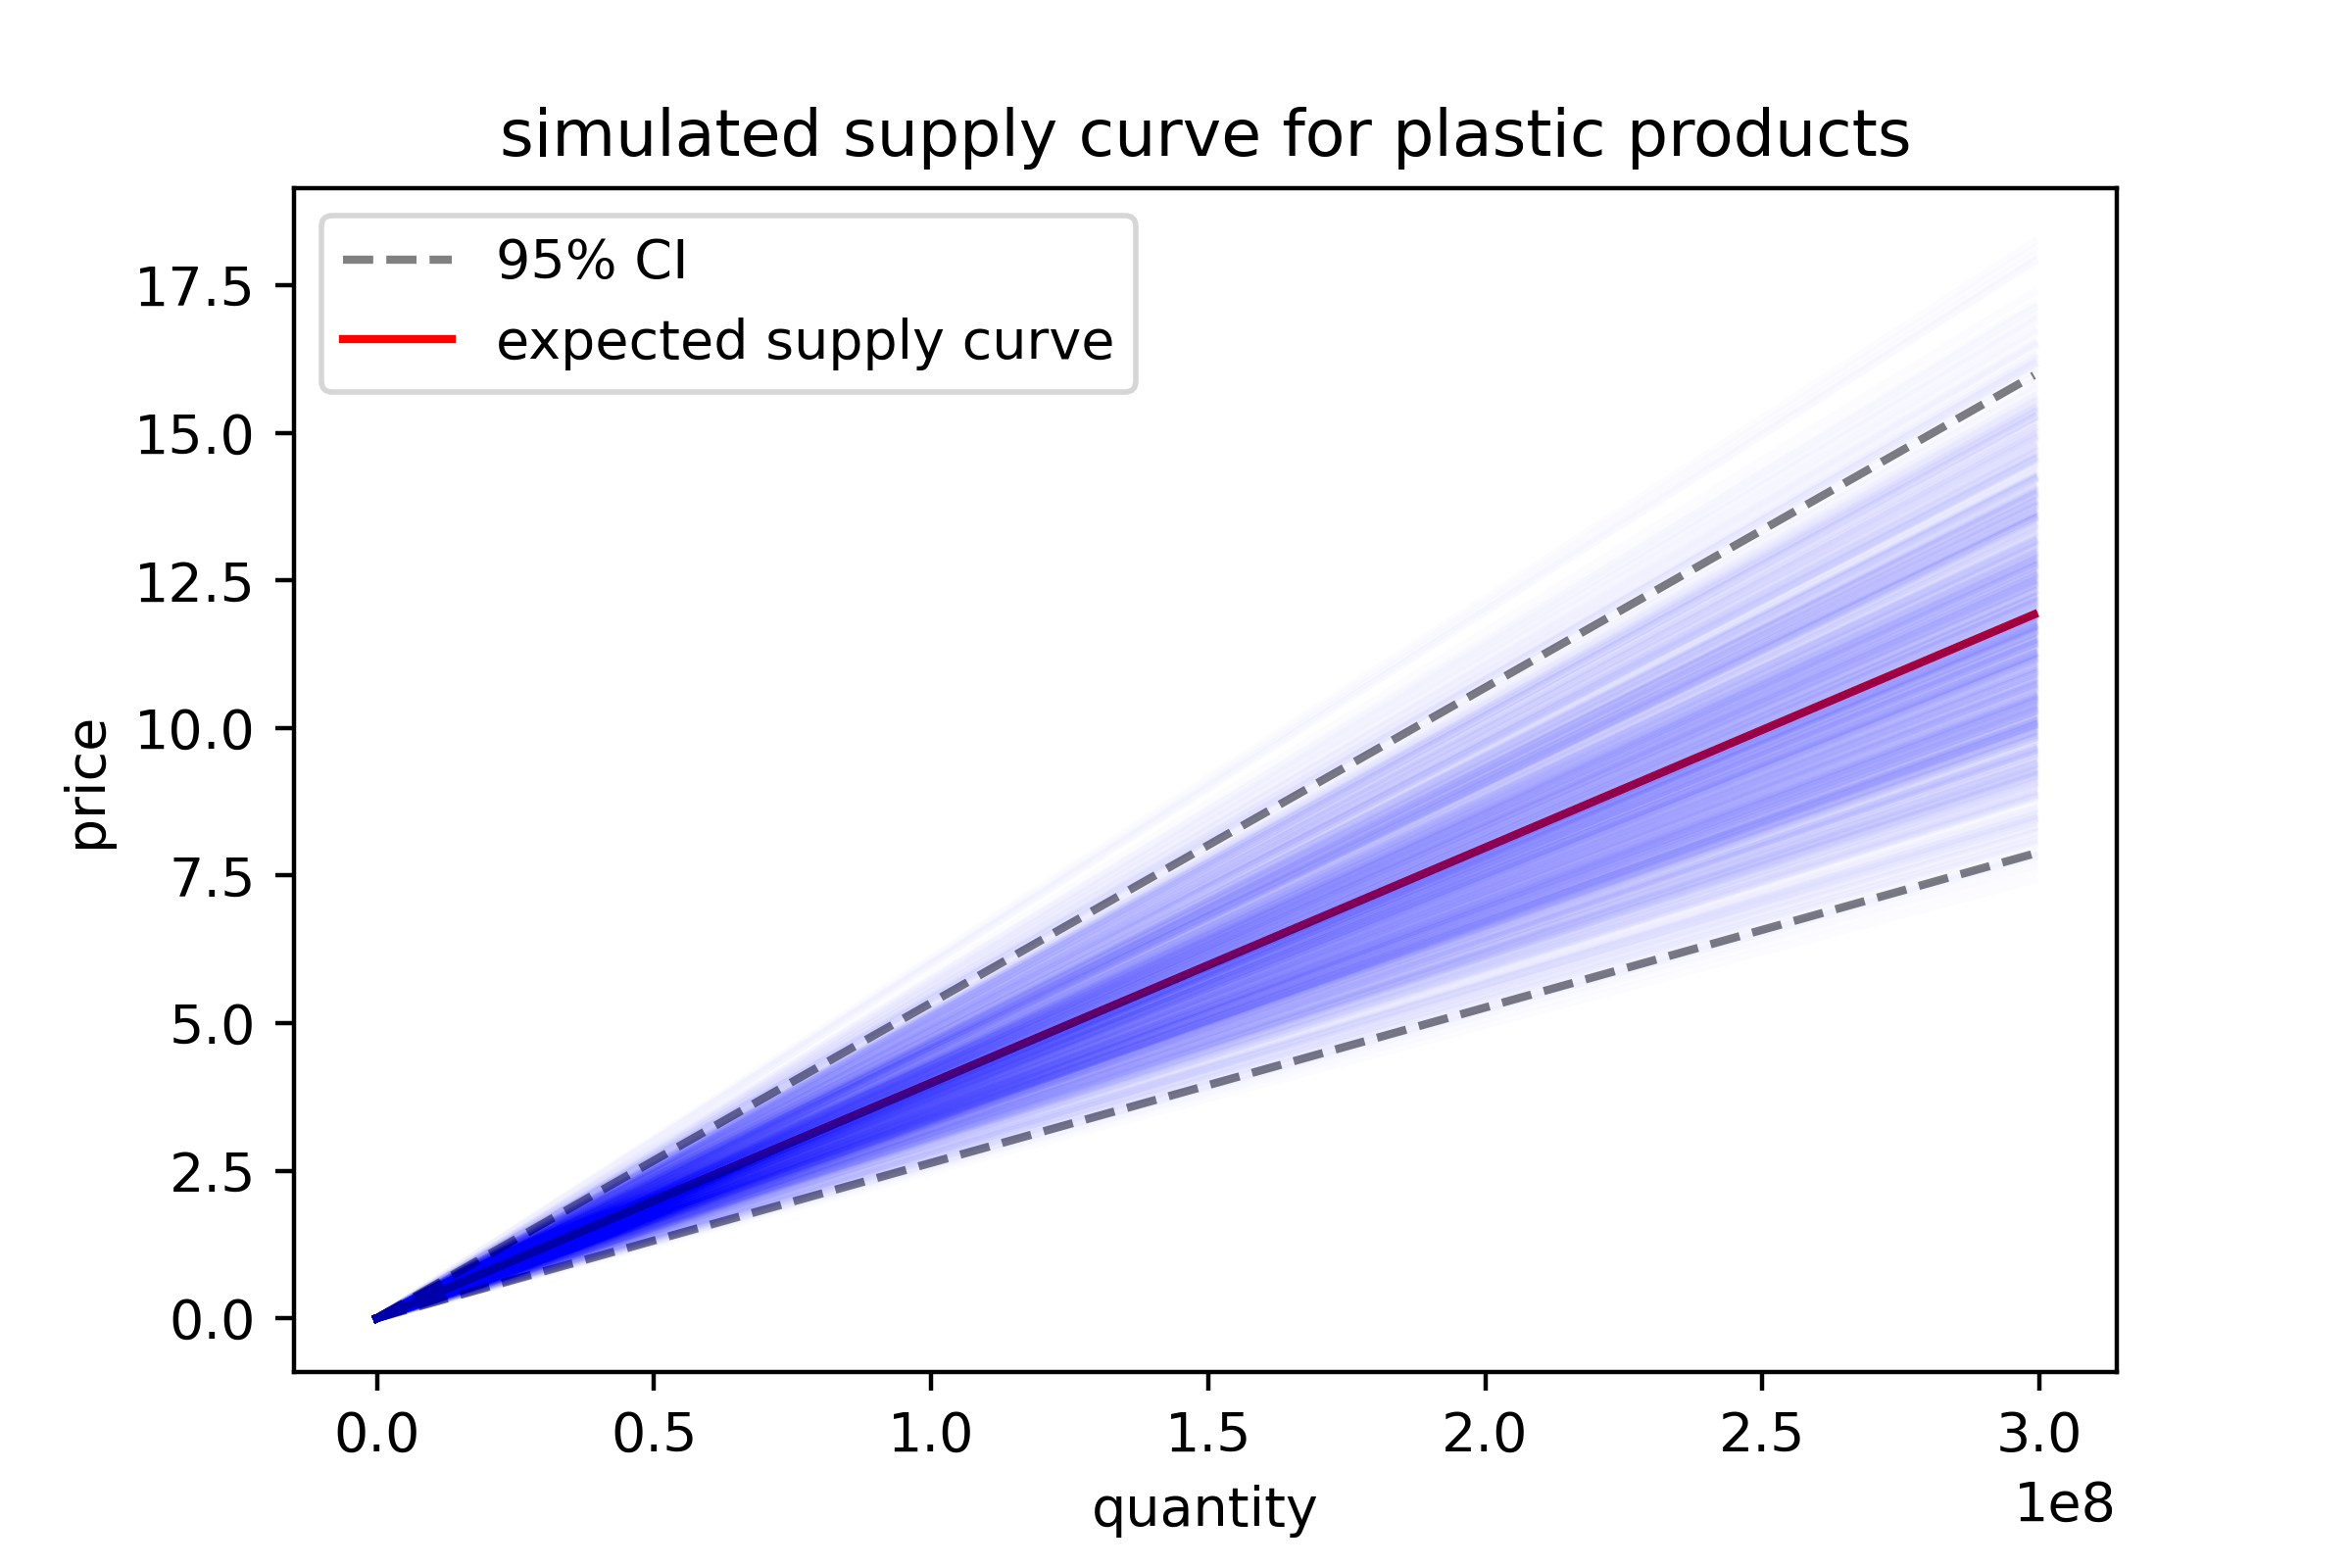 simulated supply curve for plastic products
95% CI
expected supply curve
17.5
15.0
12.5
10.0
7.5
5.0
2.5
0.0
price
0.0 0.5 1.0 1.5 2.0 2.5 3.0
1e8
quantity